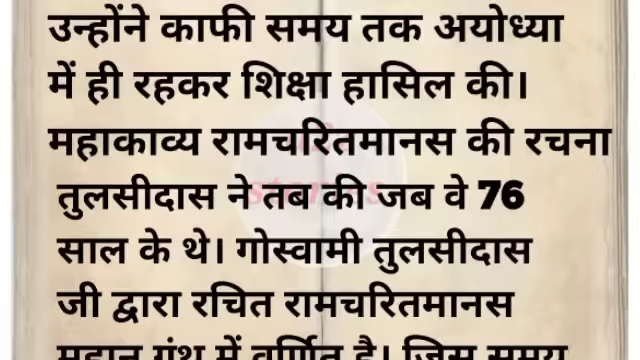 उन्होंने काफी समय तक अयोध्या
में ही रहकर शिक्षा हासिल की।
महाकाव्य रामचरितमानस की रचना
तुलसीदास ने तब की जब वे 76
साल के थे। गोस्वामी तुलसीदास
जी द्वारा रचित रामचरितमानस
महान ग्रंथ में वर्णित है। जिस समय